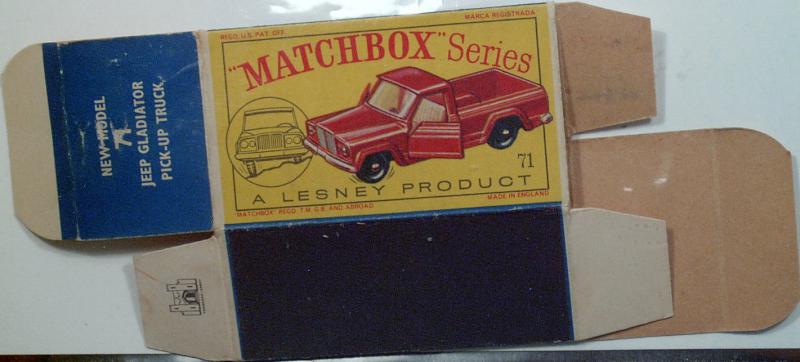 NEW MODEL
71
JEEP GLADIATOR
PICK-UP TRUCK
REGD. U.S. PAT. OFF.
MARCA REGISTRADA
"MATCHBOX" Series
71
A LESNEY PRODUCT
"MATCHBOX" REGD. T.M. G.B. AND ABROAD
MADE IN ENGLAND